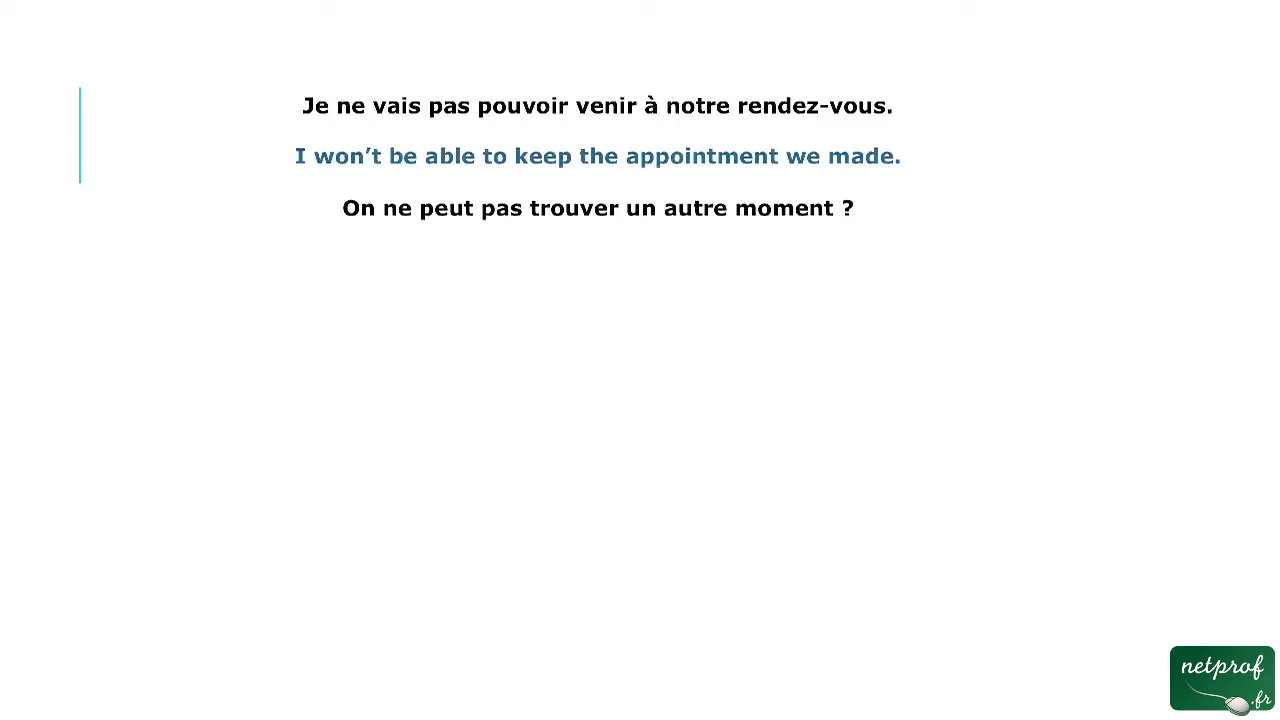 Je ne vais pas pouvoir venir à notre rendez-vous.
I won’t be able to keep the appointment we made.
On ne peut pas trouver un autre moment ?
netprof
.fr